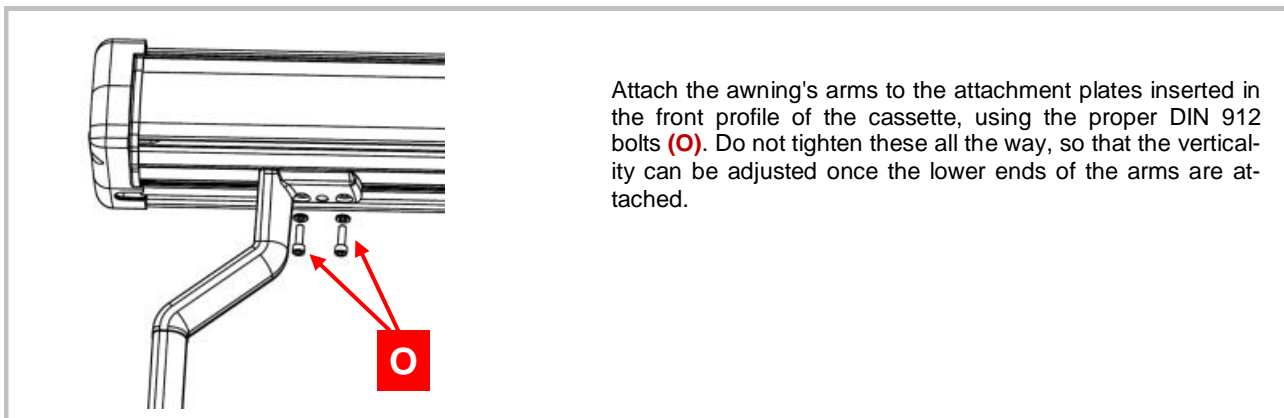 Attach the awning's arms to the attachment plates inserted in
the front profile of the cassette, using the proper DIN 912
bolts (O). Do not tighten these all the way, so that the vertical-
ity can be adjusted once the lower ends of the arms are at-
tached.
O